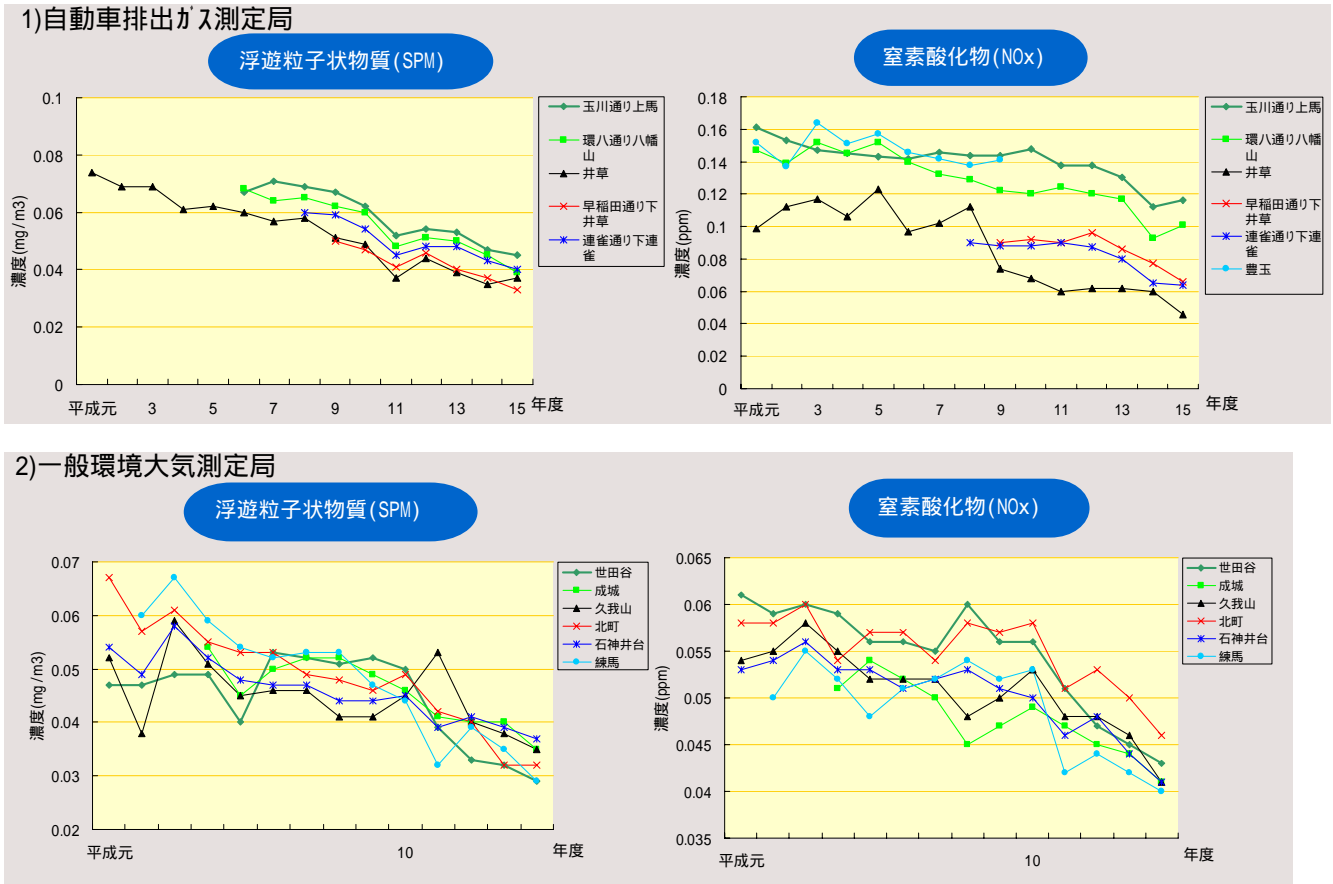 1)自動車排出ｶﾞｽ測定局
浮遊粒子状物質(SPM)
0.1
0.08
0.06
0.04
0.02
0
濃度(mg/m3)
平成元
3
5
7
9
11
13
15
年度
玉川通り上馬
環八通り八幡
山
井草
早稲田通り下
井草
連雀通り下連
雀
窒素酸化物(NOx)
0.18
0.16
0.14
0.12
0.1
0.08
0.06
0.04
0.02
0
濃度(ppm)
平成元
3
5
7
9
11
13
15
年度
玉川通り上馬
環八通り八幡
山
井草
早稲田通り下
井草
連雀通り下連
雀
豊玉
2)一般環境大気測定局
浮遊粒子状物質(SPM)
0.07
0.06
0.05
0.04
0.03
0.02
濃度(mg/m3)
平成元
10
年度
世田谷
成城
久我山
北町
石神井台
練馬
窒素酸化物(NOx)
0.065
0.06
0.055
0.05
0.045
0.04
0.035
濃度(ppm)
平成元
10
年度
世田谷
成城
久我山
北町
石神井台
練馬